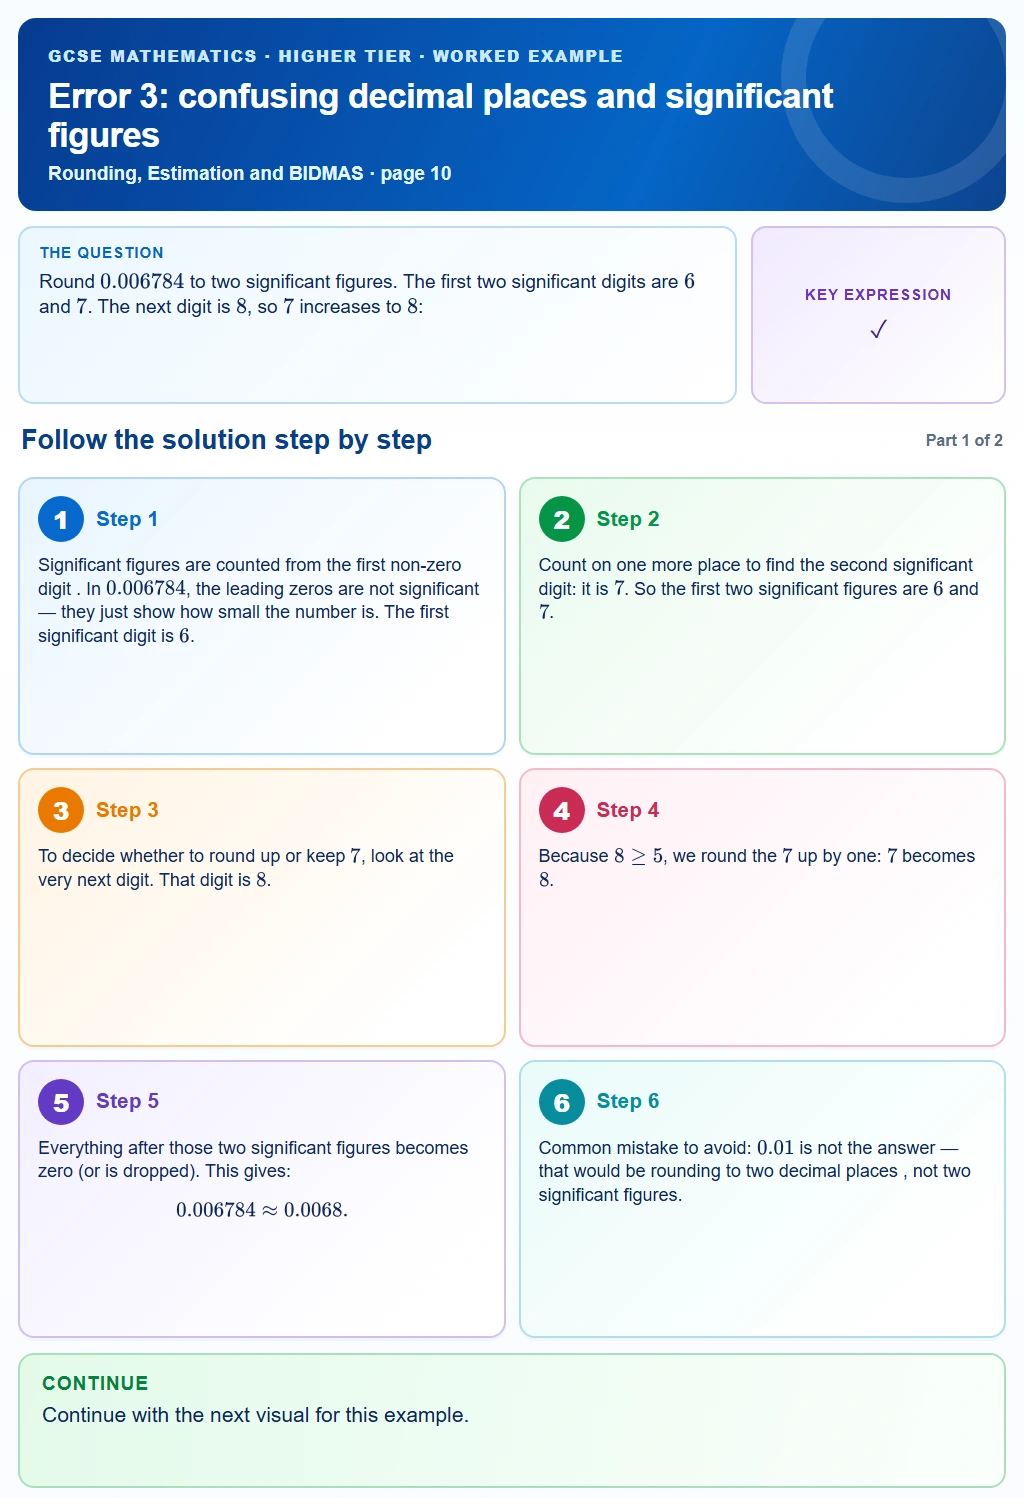 GCSE MATHEMATICS · HIGHER TIER · WORKED EXAMPLE
Error 3: confusing decimal places and significant
figures
Rounding, Estimation and BIDMAS · page 10
THE QUESTION
Round 0.006784 to two significant figures. The first two significant digits are 6
and 7. The next digit is 8, so 7 increases to 8:
KEY EXPRESSION
✓
Follow the solution step by step
Part 1 of 2
1 Step 1
Significant figures are counted from the first non-zero
digit . In 0.006784, the leading zeros are not significant
— they just show how small the number is. The first
significant digit is 6.
2 Step 2
Count on one more place to find the second significant
digit: it is 7. So the first two significant figures are 6 and
7.
3 Step 3
To decide whether to round up or keep 7, look at the
very next digit. That digit is 8.
4 Step 4
Because 8 ≥ 5, we round the 7 up by one: 7 becomes
8.
5 Step 5
Everything after those two significant figures becomes
zero (or is dropped). This gives:
0.006784 ≈ 0.0068.
6 Step 6
Common mistake to avoid: 0.01 is not the answer —
that would be rounding to two decimal places , not two
significant figures.
CONTINUE
Continue with the next visual for this example.